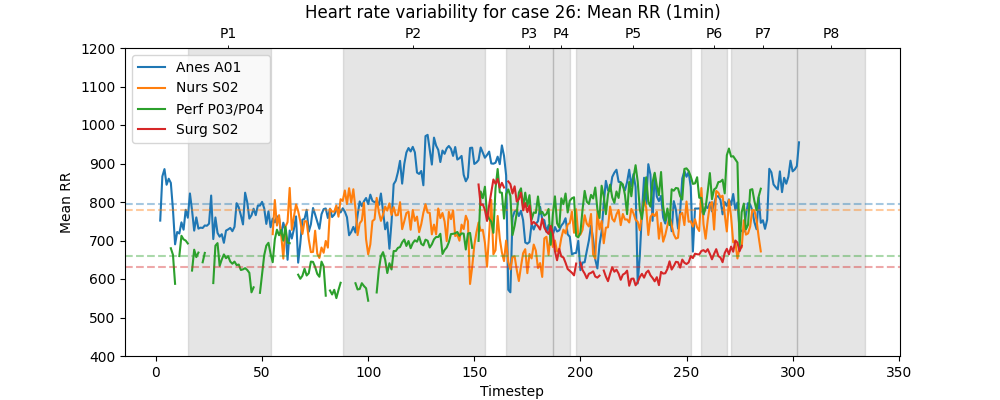 Heart rate variability for case 26: Mean RR (1min)
P1 P2 P3 P4 P5 P6 P7 P8
1200
1100
1000
900
800
700
600
500
400
Mean RR
Anes A01
Nurs S02
Perf P03/P04
Surg S02
0 50 100 150 200 250 300 350
Timestep